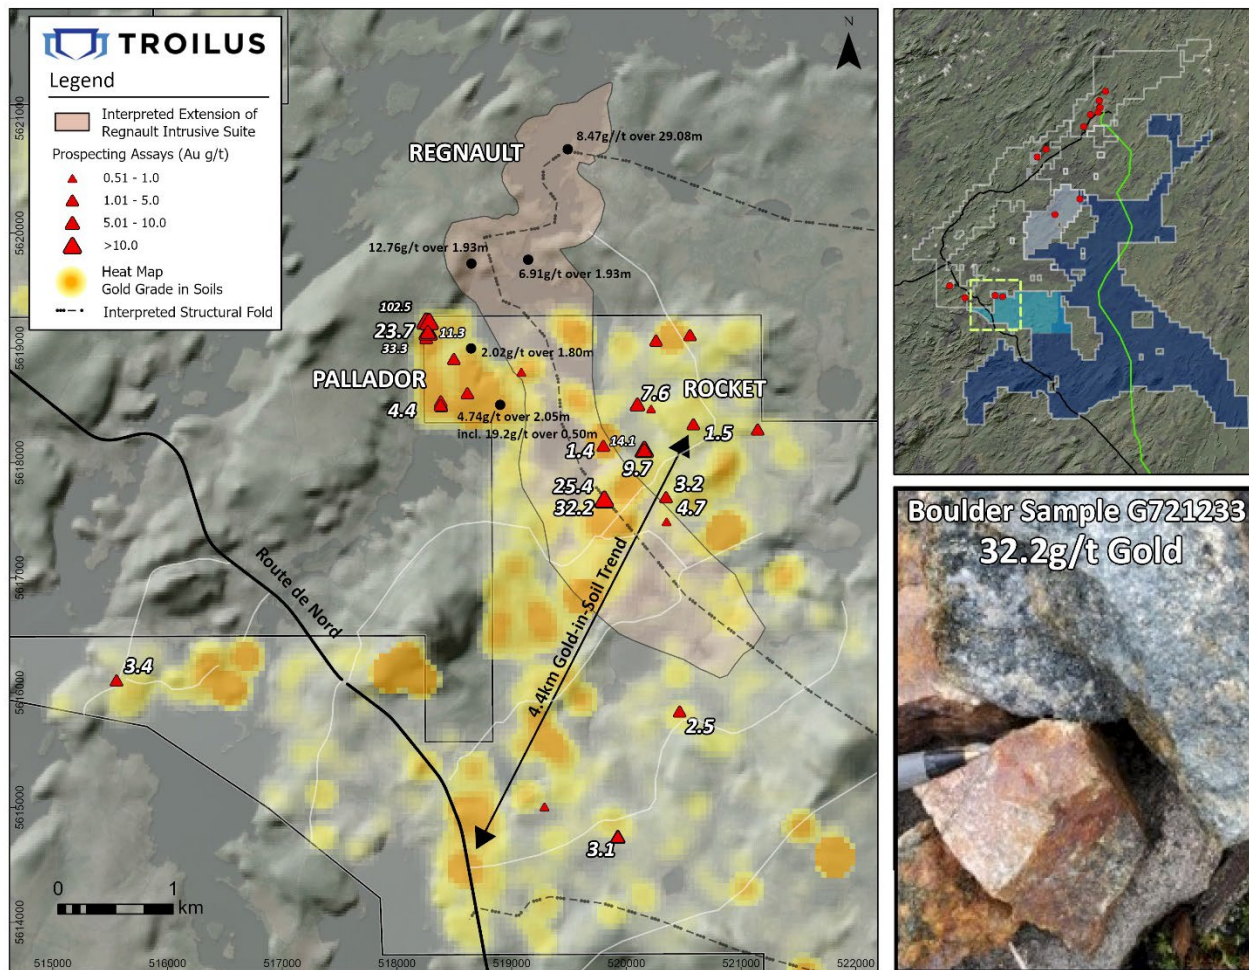 TROILUS
Legend
Interpreted Extension of
Regnault Intrusive Suite
Prospecting Assays (Au g/t)
0.51 - 1.0
1.01 - 5.0
5.01 - 10.0
>10.0
Heat Map
Gold Grade in Soils
Interpreted Structural Fold
N
REGNAULT
8.47g//t over 29.08m
12.76g/t over 1.93m
6.91g/t over 1.93m
102.5
23.7
11.3
33.3
2.02g/t over 1.80m
PALLADOR
ROCKET
4.4
7.6
4.74g/t over 2.05m
incl. 19.2g/t over 0.50m
1.5
1.4
14.1
9.7
25.4
32.2
3.2
4.7
Route de Nord
4.4km Gold-in-Soil Trend
3.4
2.5
3.1
0 1
km
5621000
5620000
5619000
5618000
5617000
5616000
5615000
5614000
515000 516000 517000 518000 519000 520000 521000 522000
Boulder Sample G721233
32.2g/t Gold